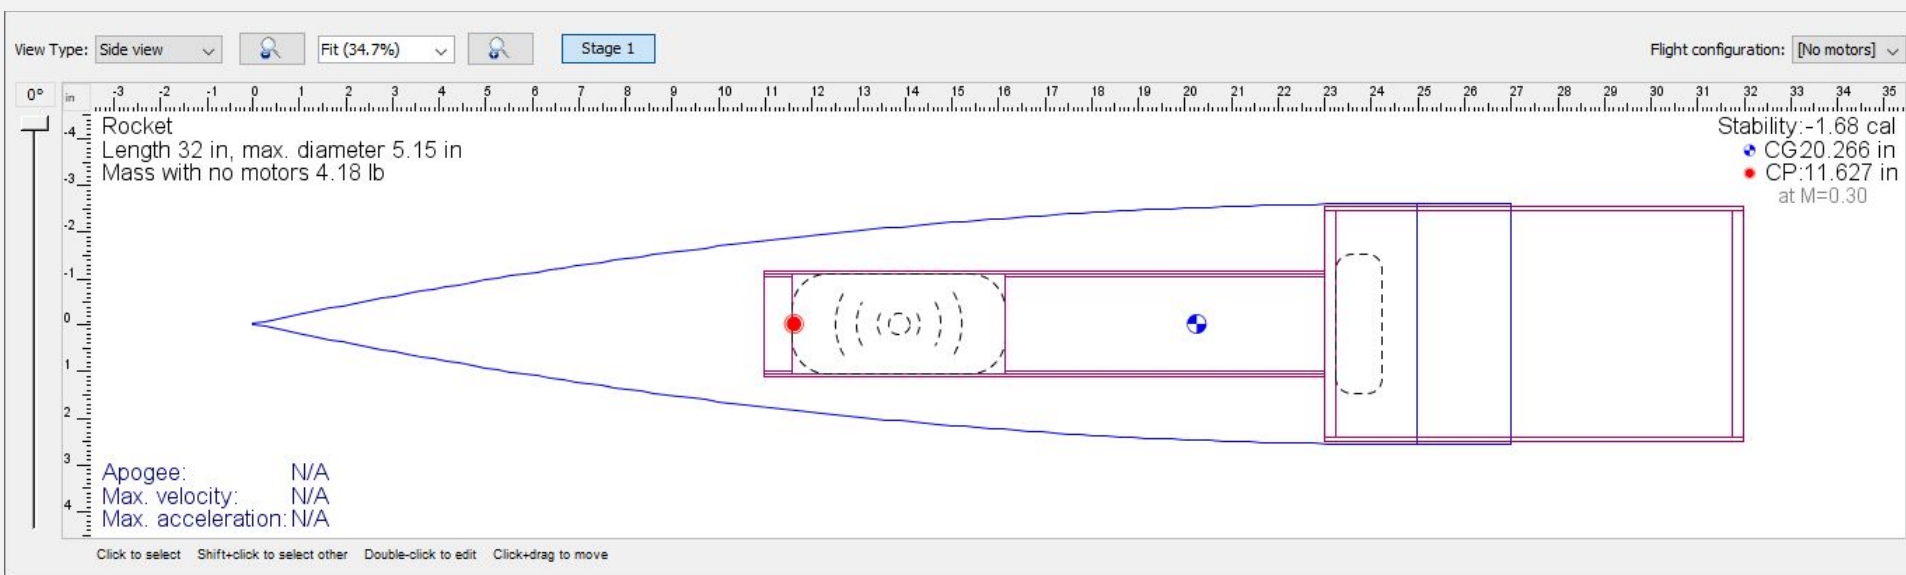 View Type: Side view Fit (34.7%) Stage 1 Flight configuration: [No motors]
0° in -3 -2 -1 0 1 2 3 4 5 6 7 8 9 10 11 12 13 14 15 16 17 18 19 20 21 22 23 24 25 26 27 28 29 30 31 32 33 34 35
-4
-3
-2
-1
0
1
2
3
4
Rocket
Length 32 in, max. diameter 5.15 in
Mass with no motors 4.18 lb
Stability:-1.68 cal
CG20.266 in
CP:11.627 in
at M=0.30
Apogee: N/A
Max. velocity: N/A
Max. acceleration: N/A
Click to select Shift+click to select other Double-click to edit Click+drag to move